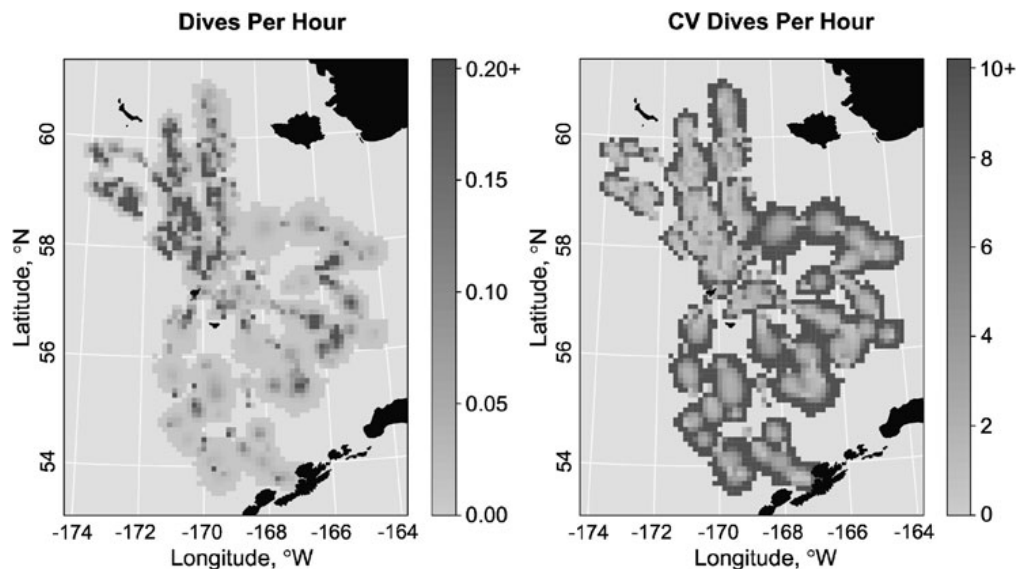 Dives Per Hour
CV Dives Per Hour
0.20+
0.15
0.10
0.05
0.00
10+
8
6
4
2
0
Latitude, °N
60
58
56
54
-174 -172 -170 -168 -166 -164
Longitude, °W
Latitude, °N
60
58
56
54
-174 -172 -170 -168 -166 -164
Longitude, °W